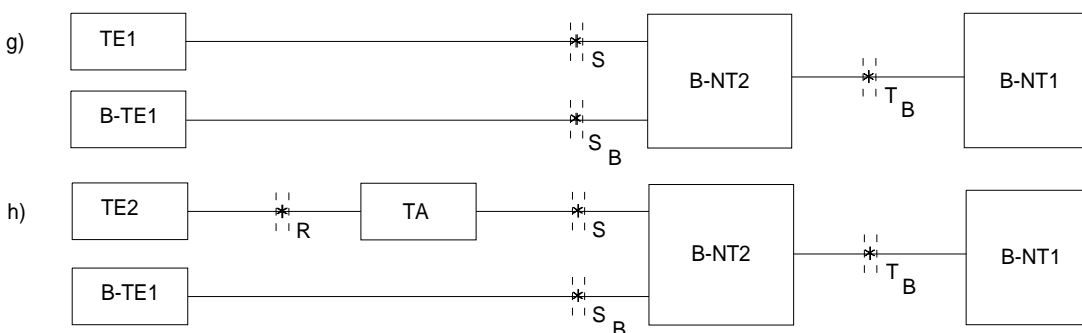 g)
TE1
S
B-NT2
B-NT1
T B
B-TE1
S B
h)
TE2
R
TA
S
B-NT2
B-NT1
T B
B-TE1
S B